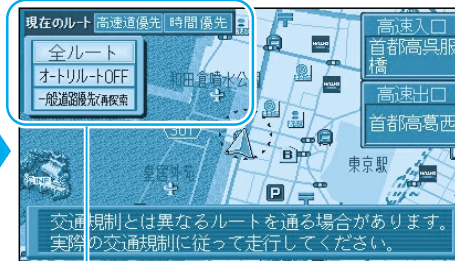 現在のルート 高速道優先 時間優先
全ルート
オートリルートOFF
一般道路優先(再探索
高速入口
首都高呉服
橋
高速出口
首都高葛西
和田倉噴水公
301
皇居外苑
東京駅
B
P
交通規制とは異なるルートを通る場合があります。
実際の交通規制に従って走行してください。